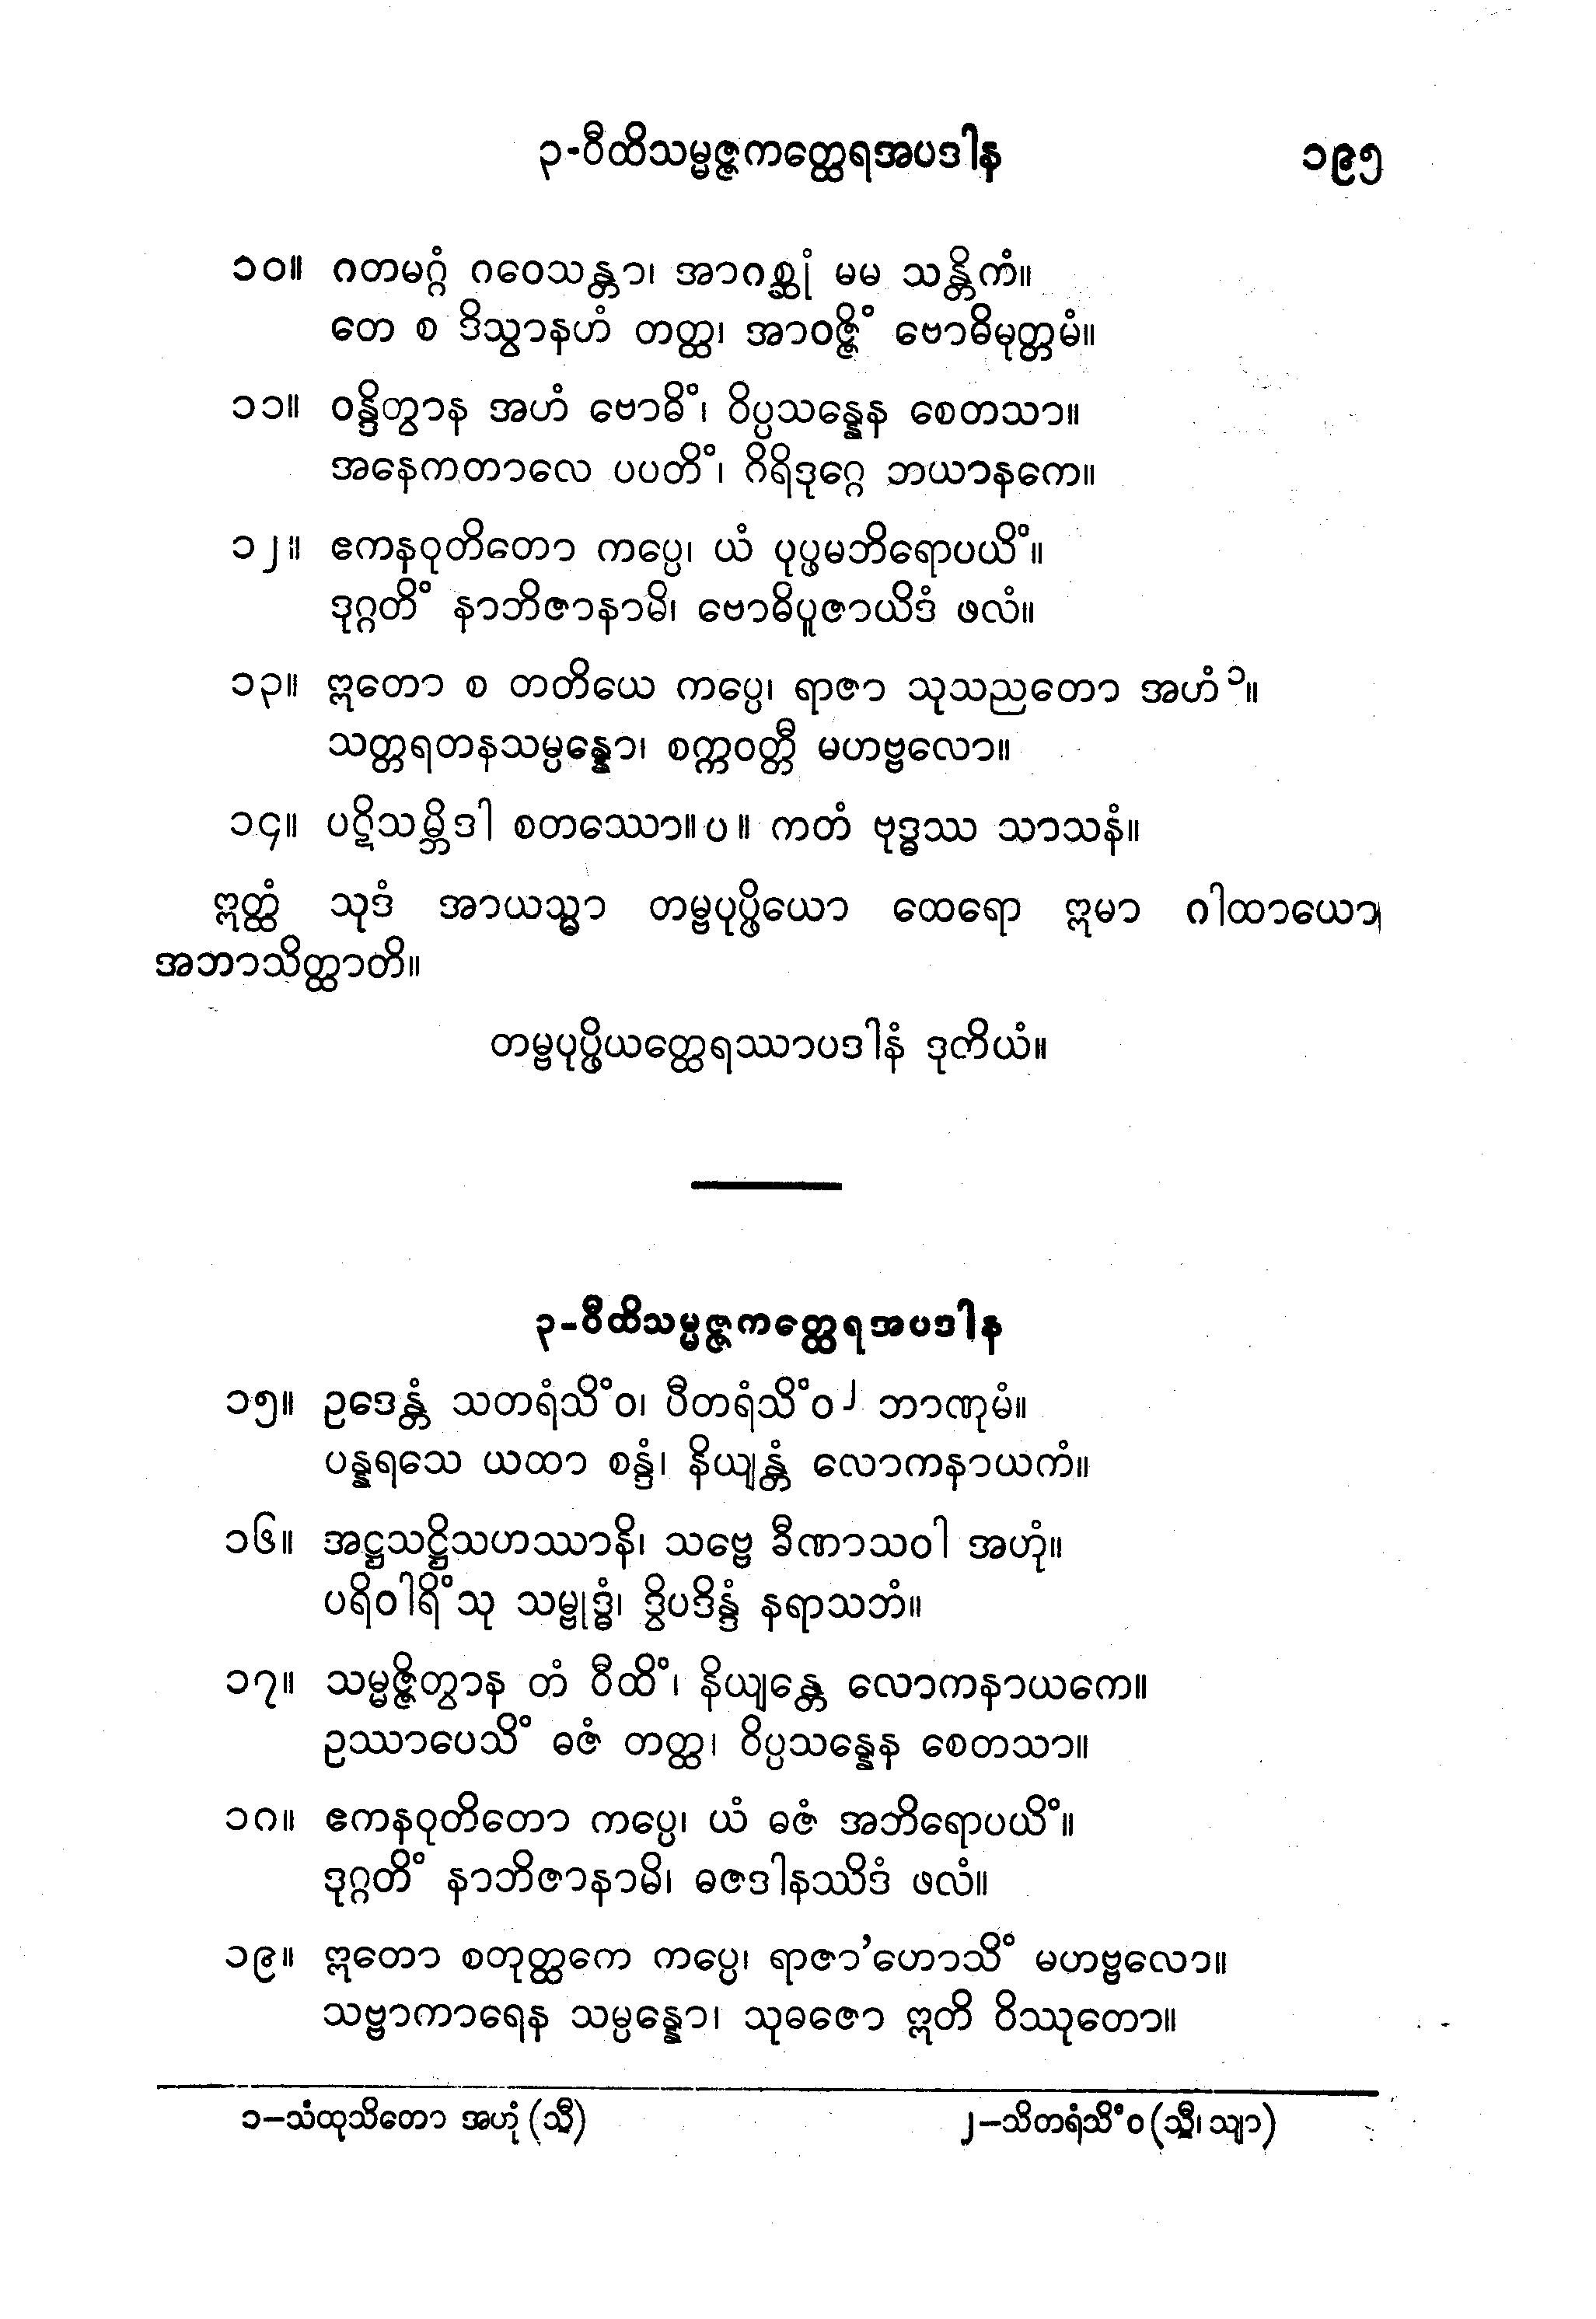 ၃-ဝီထိသမ္မဇ္ဇကတ္ထေရအပဒါန ၁၉၅
၁၀။ ဂတမဂ္ဂံ ဂဝေသန္တာ၊ အာဂစ္ဆုံ မမ သန္တိကံ။
တေ စ ဒိသွာနဟံ တတ္ထ၊ အာဝဇ္ဇိံ ဗောဓိမုတ္တမံ။
၁၁။ ဝန္ဒိတွာန အဟံ ဗောဓိံ၊ ဝိပ္ပသန္နေန စေတသာ။
အနေကတာလေ ပပတိံ၊ ဂိရိဒုဂ္ဂေ ဘယာနကေ။
၁၂။ ဧကနဝုတိတော ကပ္ပေ၊ ယံ ပုပ္ဖမဘိရောပယိံ။
ဒုဂ္ဂတိံ နာဘိဇာနာမိ၊ ဗောဓိပူဇာယိဒံ ဖလံ။
၁၃။ ဣတော စ တတိယေ ကပ္ပေ၊ ရာဇာ သုသညတော အဟံ ၁။
သတ္တရတနသမ္ပန္နော၊ စက္ကဝတ္တီ မဟဗ္ဗလော။
၁၄။ ပဋိသမ္ဘိဒါ စတဿော။ပ။ ကတံ ဗုဒ္ဓဿ သာသနံ။
ဣတ္ထံ သုဒံ အာယသ္မာ တမ္ဗပုပ္ဖိယော ထေရော ဣမာ ဂါထာယော
အဘာသိတ္ထာတိ။
တမ္ဗပုပ္ဖိယတ္ထေရဿာပဒါနံ ဒုတိယံ။
၃-ဝီထိသမ္မဇ္ဇကတ္ထေရအပဒါန
၁၅။ ဥဒေန္တံ သတရံသိံဝ၊ ပီတရံသိံဝ ၂ ဘာဏုမံ။
ပန္နရသေ ယထာ စန္ဒံ၊ နိယျန္တံ လောကနာယကံ။
၁၆။ အဋ္ဌသဋ္ဌိသဟဿာနိ၊ သဗ္ဗေ ခီဏာသဝါ အဟုံ။
ပရိဝါရိံသု သမ္ဗုဒ္ဓံ၊ ဒွိပဒိန္ဒံ နရာသဘံ။
၁၇။ သမ္မဇ္ဇိတွာန တံ ဝီထိံ၊ နိယျန္တေ လောကနာယကေ။
ဥဿာပေသိံ ဓဇံ တတ္ထ၊ ဝိပ္ပသန္နေန စေတသာ။
၁၈။ ဧကနဝုတိတော ကပ္ပေ၊ ယံ ဓဇံ အဘိရောပယိံ။
ဒုဂ္ဂတိံ နာဘိဇာနာမိ၊ ဓဇဒါနဿိဒံ ဖလံ။
၁၉။ ဣတော စတုတ္ထကေ ကပ္ပေ၊ ရာဇာ’ဟောသိံ မဟဗ္ဗလော။
သဗ္ဗာကာရေန သမ္ပန္နော၊ သုဓဇော ဣတိ ဝိဿုတော။
၁–သံထုသိတော အဟုံ (သီ) ၂–သိတရံသိံဝ (သီ၊ သျာ)